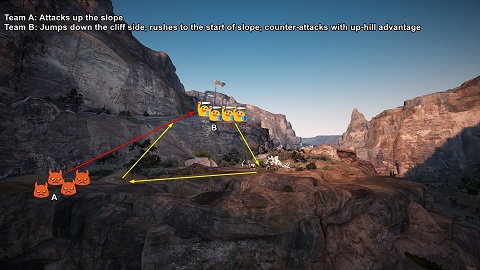 Team A: Attacks up the slope
Team B: Jumps down the cliff side, rushes to the start of slope, counter-attacks with up-hill advantage
B
A